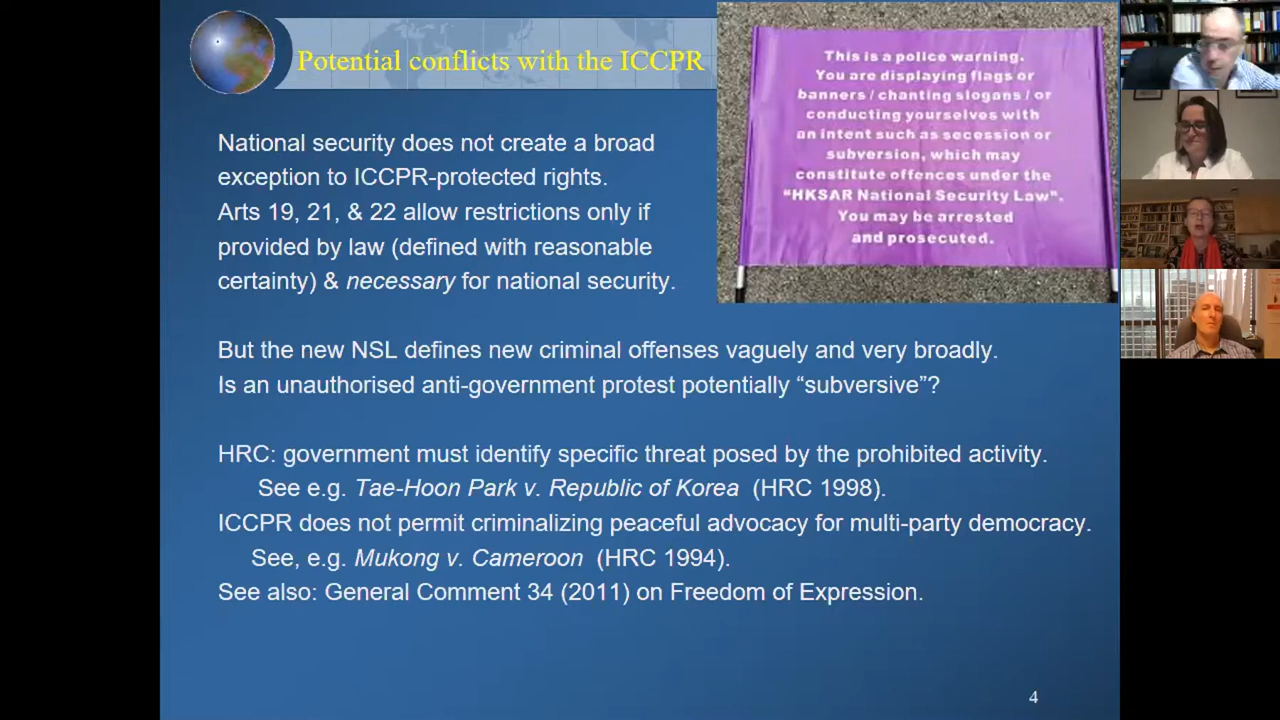 Potential conflicts with the ICCPR
This is a police warning.
You are displaying flags or
banners / chanting slogans / or
conducting yourselves with
an intent such as secession or
subversion, which may
constitute offences under the
"HKSAR National Security Law".
You may be arrested
and prosecuted.
National security does not create a broad
exception to ICCPR-protected rights.
Arts 19, 21, & 22 allow restrictions only if
provided by law (defined with reasonable
certainty) & necessary for national security.
But the new NSL defines new criminal offenses vaguely and very broadly.
Is an unauthorised anti-government protest potentially “subversive”?
HRC: government must identify specific threat posed by the prohibited activity.
See e.g. Tae-Hoon Park v. Republic of Korea (HRC 1998).
ICCPR does not permit criminalizing peaceful advocacy for multi-party democracy.
See, e.g. Mukong v. Cameroon (HRC 1994).
See also: General Comment 34 (2011) on Freedom of Expression.
4